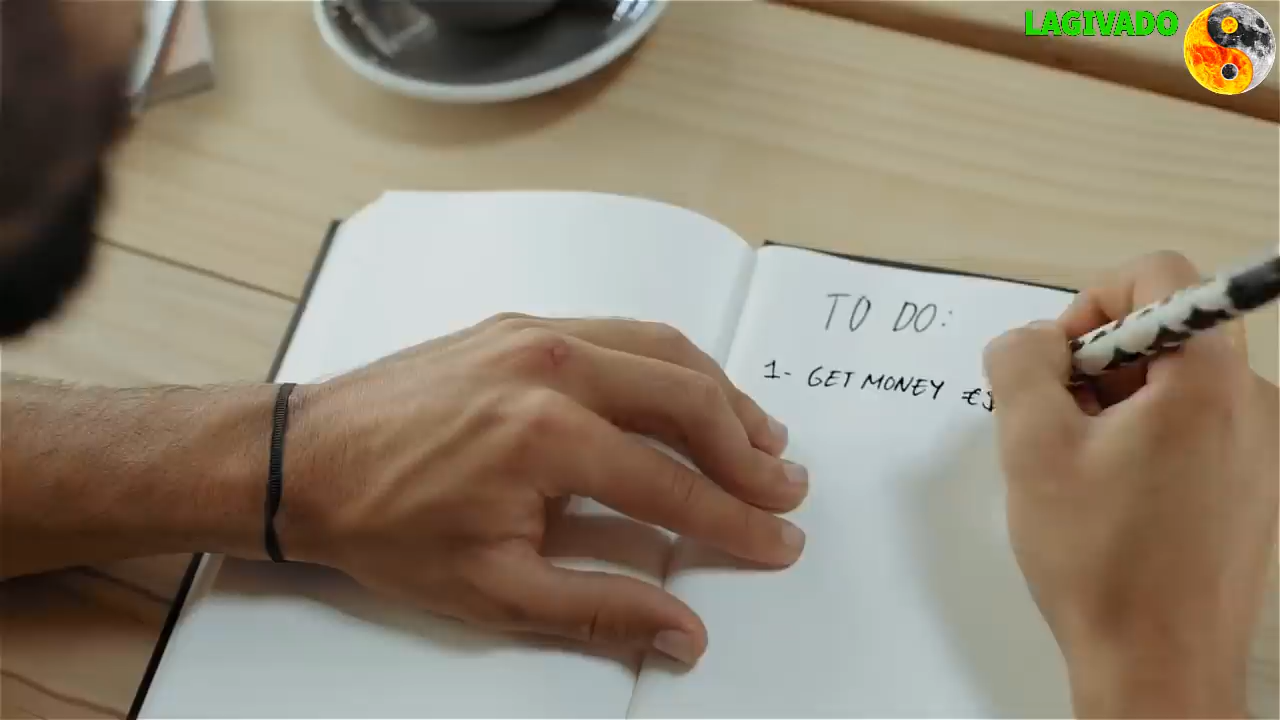 LAGIVADO
TO DO:
1- GET MONEY €$